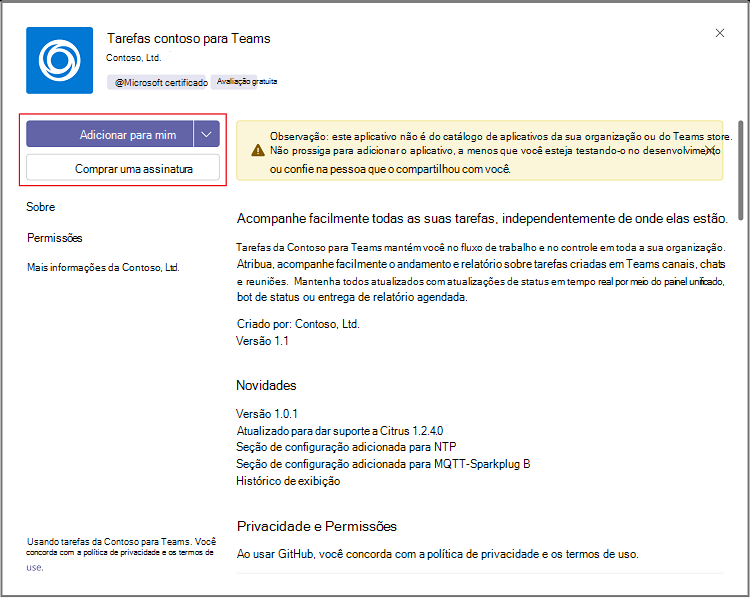 Tarefas contoso para Teams
Contoso, Ltd.
@Microsoft certificado
Avaliação gratuita
Adicionar para mim
Comprar uma assinatura
Sobre
Permissões
Mais informações da Contoso, Ltd.
Observação: este aplicativo não é do catálogo de aplicativos da sua organização ou do Teams store.
Não prossiga para adicionar o aplicativo, a menos que você esteja testando-o no desenvolvimento
ou confie na pessoa que o compartilhou com você.
Acompanhe facilmente todas as suas tarefas, independentemente de onde elas estão.
Tarefas da Contoso para Teams mantém você no fluxo de trabalho e no controle em toda a sua organização.
Atribua, acompanhe facilmente o andamento e relatório sobre tarefas criadas em Teams canais, chats
e reuniões. Mantenha todos atualizados com atualizações de status em tempo real por meio do painel unificado,
bot de status ou entrega de relatório agendada.
Criado por: Contoso, Ltd.
Versão 1.1
Novidades
Versão 1.0.1
Atualizado para dar suporte a Citrus 1.2.4.0
Seção de configuração adicionada para NTP
Seção de configuração adicionada para MQTT-Sparkplug B
Histórico de exibição
Privacidade e Permissões
Ao usar GitHub, você concorda com a política de privacidade e os termos de uso.
Usando tarefas da Contoso para Teams. Você
concorda com a política de privacidade e os termos de
use.